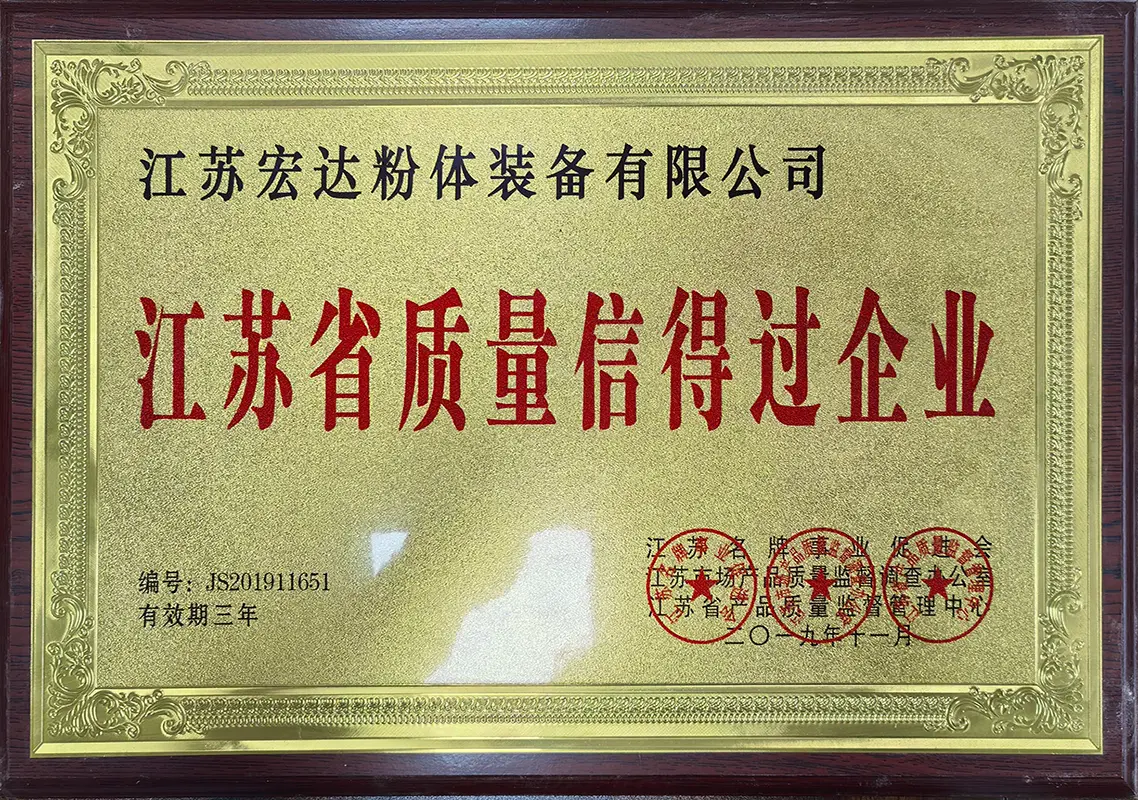 江苏宏达粉体装备有限公司
江苏省质量信得过企业
编号：JS201911651
有效期三年
江苏名牌事业促进会
江苏市场产品质量监督调查办公室
江苏省产品质量监督管理中心
二〇一九年十一月